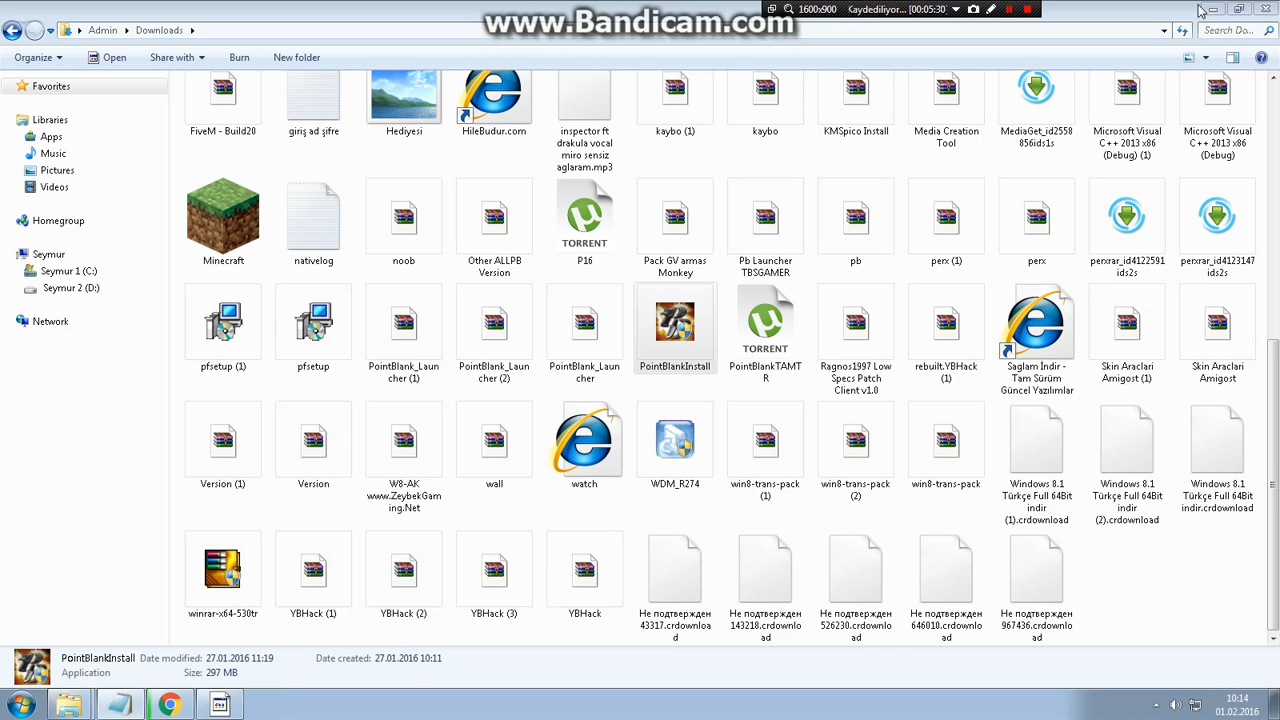 1600x900 Kaydediliyor... [00:05:30]
www.Bandicam.com
Admin Downloads Search Do...
Organize Open Share with Burn New folder
Favorites
Libraries
Apps
Music
Pictures
Videos
Homegroup
Seymur
Seymur 1 (C:)
Seymur 2 (D:)
Network
FiveM - Build20
giriş ad şifre
Hediyesi
HileBudur.com
inspector ft
drakula vocal
miro sensiz
aglaram.mp3
kaybo (1)
kaybo
KMSpico Install
Media Creation
Tool
MediaGet_id2558
856ids1s
Microsoft Visual
C++ 2013 x86
(Debug) (1)
Microsoft Visual
C++ 2013 x86
(Debug)
Minecraft
nativelog
noob
Other ALLPB
Version
TORRENT
P16
Pack GV armas
Monkey
Pb Launcher
TBSGAMER
pb
perx (1)
perx
perxrar_id4122591
ids2s
perxrar_id4123147
ids2s
pfsetup (1)
pfsetup
PointBlank_Laun
cher (1)
PointBlank_Laun
cher (2)
PointBlank_Laun
cher
PointBlankInstall
TORRENT
PointBlankTAMT
R
Ragnos1997 Low
Specs Patch
Client v1.0
rebuilt.YBHack
(1)
Saglam İndir -
Tam Sürüm
Güncel Yazılımlar
Skin Araclari
Amigost (1)
Skin Araclari
Amigost
Version (1)
Version
W8-AK
www.ZeybekGam
ing.Net
wall
watch
WDM_R274
win8-trans-pack
(1)
win8-trans-pack
(2)
win8-trans-pack
Windows 8.1
Türkçe Full 64Bit
indir
(1).crdownload
Windows 8.1
Türkçe Full 64Bit
indir
(2).crdownload
Windows 8.1
Türkçe Full 64Bit
indir.crdownload
winrar-x64-530tr
YBHack (1)
YBHack (2)
YBHack (3)
YBHack
Не подтвержден
43317.crdownloa
d
Не подтвержден
143218.crdownlo
ad
Не подтвержден
526230.crdownlo
ad
Не подтвержден
646010.crdownlo
ad
Не подтвержден
967436.crdownlo
ad
PointBlankInstall Date modified: 27.01.2016 11:19 Date created: 27.01.2016 10:11
Application Size: 297 MB
10:14
01.02.2016